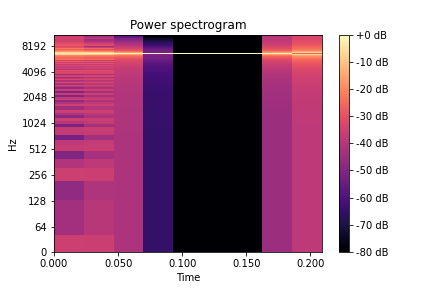 Power spectrogram
8192
4096
2048
1024
512
256
128
64
0
Hz
0.000 0.050 0.100 0.150 0.200
Time
+0 dB
-10 dB
-20 dB
-30 dB
-40 dB
-50 dB
-60 dB
-70 dB
-80 dB